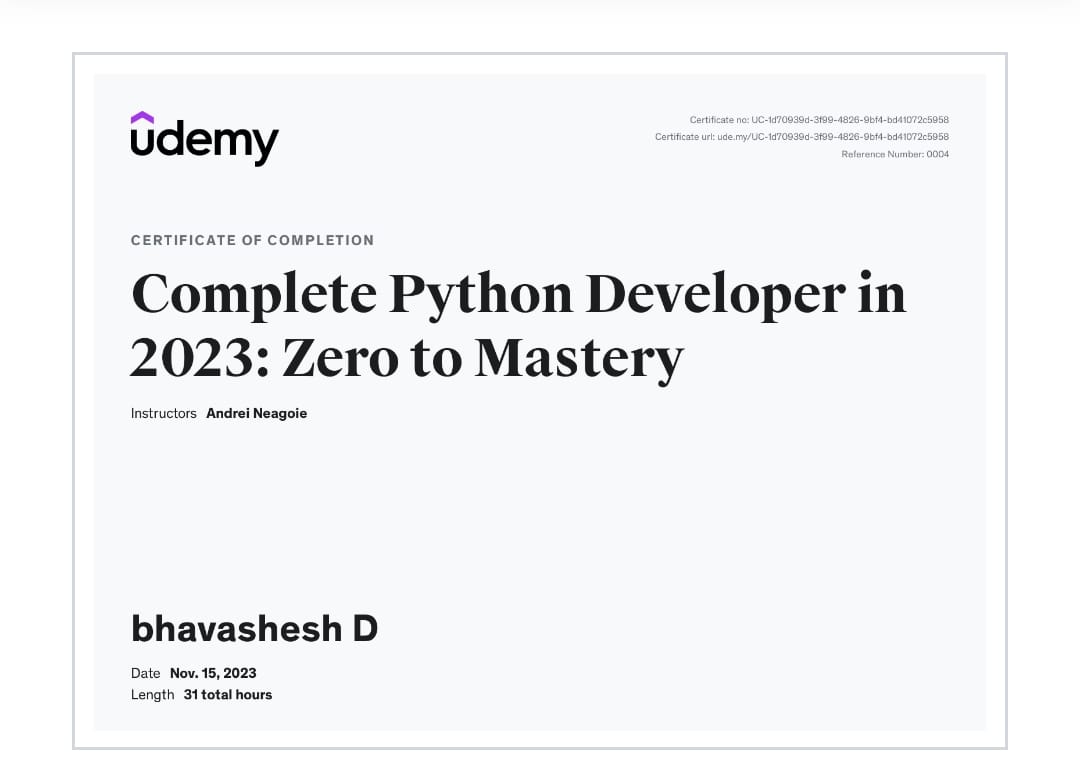 udemy
Certificate no: UC-1d70939d-3f99-4826-9bf4-bd41072c5958
Certificate url: ude.my/UC-1d70939d-3f99-4826-9bf4-bd41072c5958
Reference Number: 0004
CERTIFICATE OF COMPLETION
Complete Python Developer in
2023: Zero to Mastery
Instructors Andrei Neagoie
bhavashesh D
Date Nov. 15, 2023
Length 31 total hours